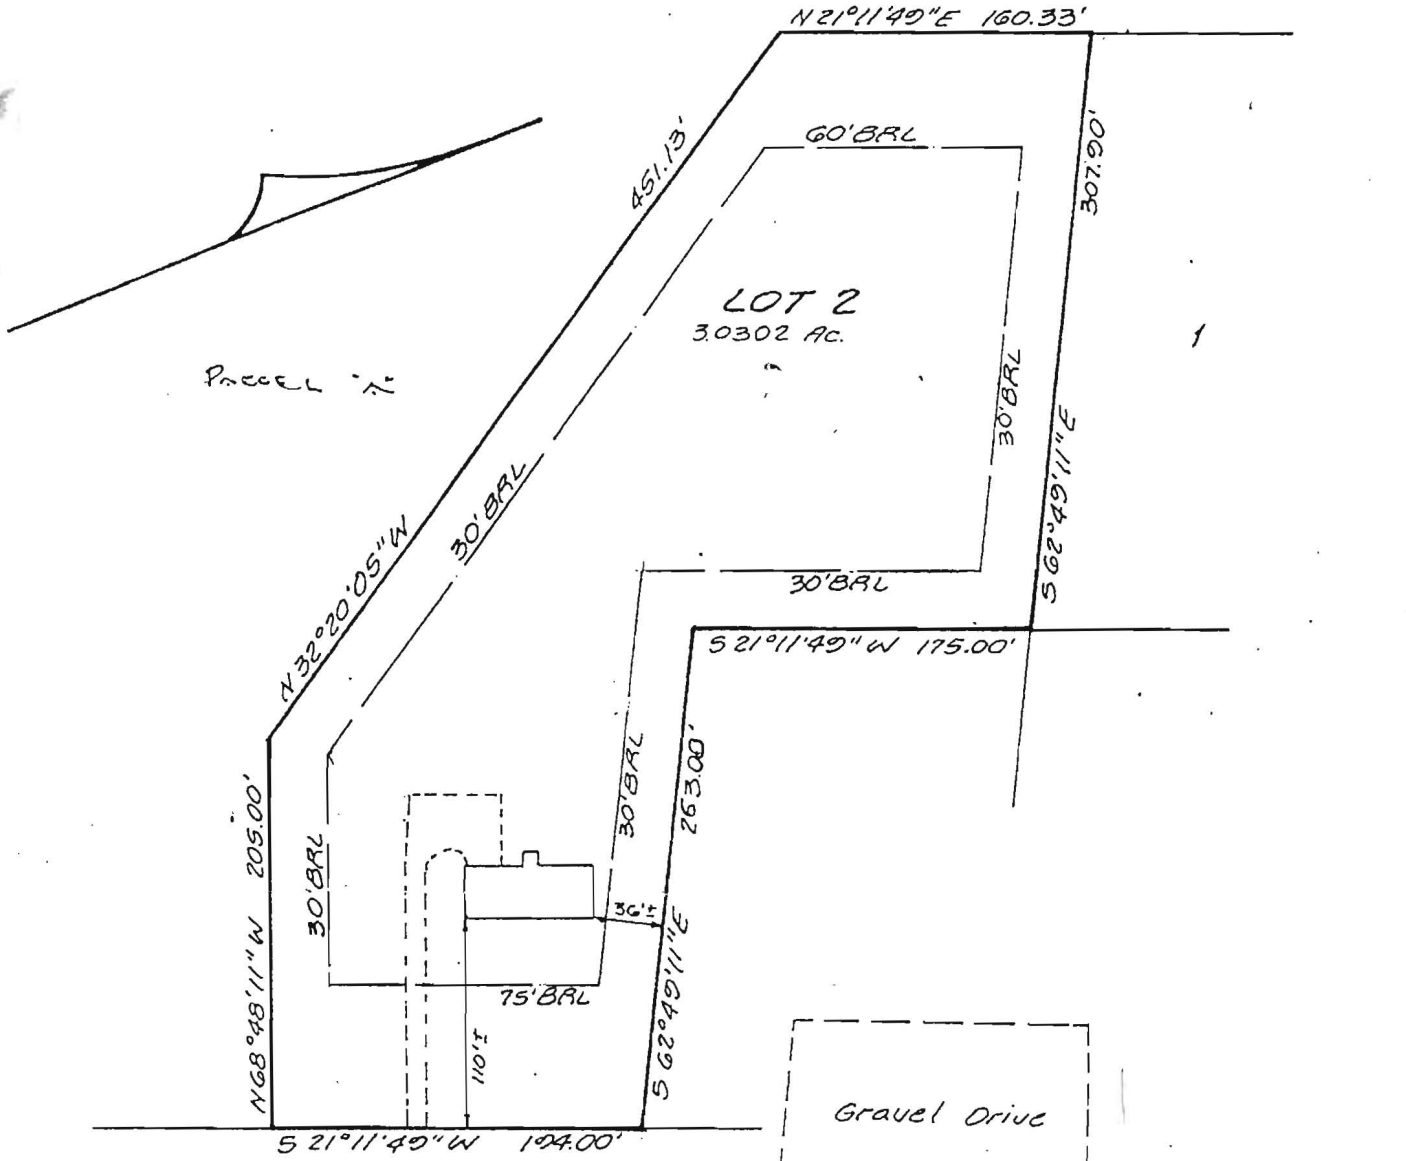 N 21°11'49"E 160.33'
451.13'
60' BRL
307.90'
LOT 2
3.0302 AC.
PARCEL "A"
30' BRL
30' BRL
S 62°49'11"E
N 32°20'05"W
30' BRL
S 21°11'49"W 175.00'
30' BRL
263.00'
N 68°48'11"W 205.00'
30' BRL
36'±
75' BRL
110'±
S 62°49'11"E
Gravel Drive
S 21°11'49"W 194.00'